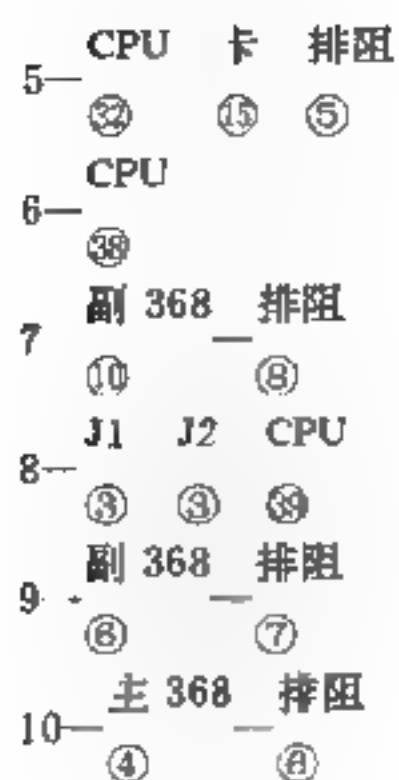 CPU 卡 排阻
5—
㉜ ⑮ ⑤
CPU
6—
㊳
副 368 排阻
7 —
⑩ ⑧
J1 J2 CPU
8—
③ ③ ㊴
副 368 排阻
9 —
⑥ ⑦
主 368 排阻
10— —
④